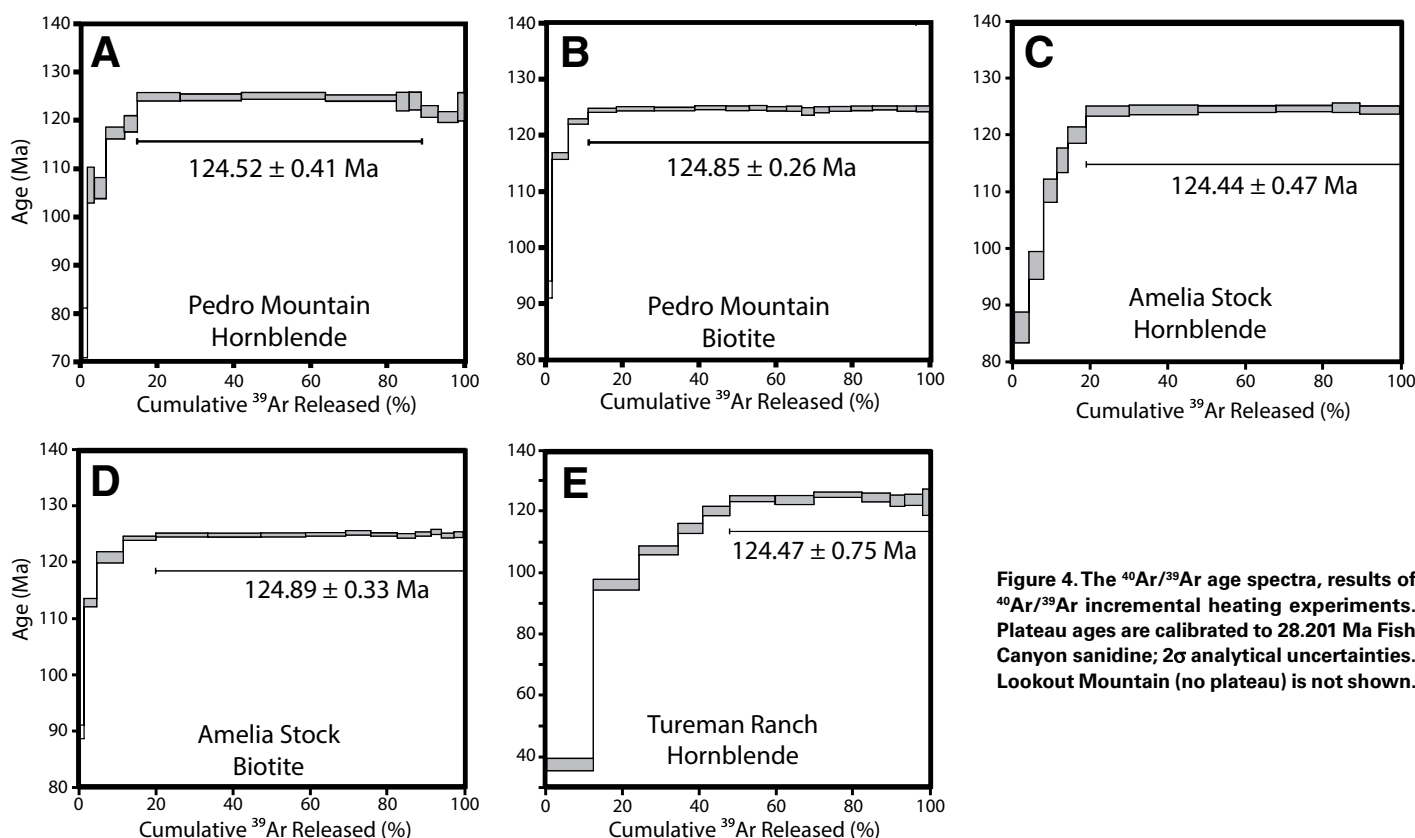 A
140
130
120
110
100
90
80
70
Age (Ma)
124.52 ± 0.41 Ma
Pedro Mountain
Hornblende
0 20 40 60 80 100
Cumulative ³⁹Ar Released (%)
B
140
130
120
110
100
90
80
124.85 ± 0.26 Ma
Pedro Mountain
Biotite
0 20 40 60 80 100
Cumulative ³⁹Ar Released (%)
C
140
130
120
110
100
90
80
124.44 ± 0.47 Ma
Amelia Stock
Hornblende
0 20 40 60 80 100
Cumulative ³⁹Ar Released (%)
D
140
130
120
110
100
90
80
Age (Ma)
124.89 ± 0.33 Ma
Amelia Stock
Biotite
0 20 40 60 80 100
Cumulative ³⁹Ar Released (%)
E
140
120
100
80
60
40
124.47 ± 0.75 Ma
Tureman Ranch
Hornblende
0 20 40 60 80 100
Cumulative ³⁹Ar Released (%)
Figure 4. The ⁴⁰Ar/³⁹Ar age spectra, results of
⁴⁰Ar/³⁹Ar incremental heating experiments.
Plateau ages are calibrated to 28.201 Ma Fish
Canyon sanidine; 2σ analytical uncertainties.
Lookout Mountain (no plateau) is not shown.